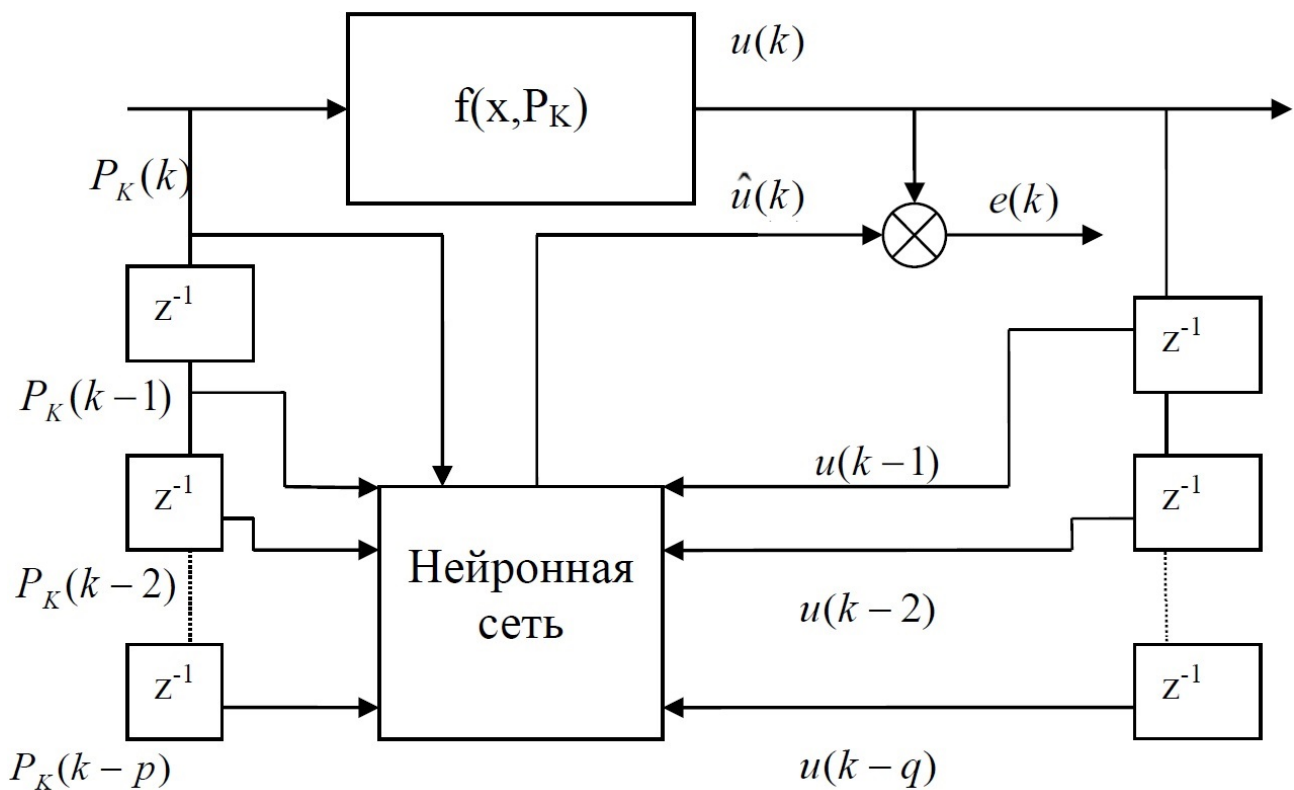 u(k)
f(x,P_K)
P_K(k)
û(k)
e(k)
z^-1
z^-1
P_K(k−1)
u(k−1)
z^-1
z^-1
Нейронная
сеть
P_K(k−2)
u(k−2)
z^-1
z^-1
P_K(k−p)
u(k−q)